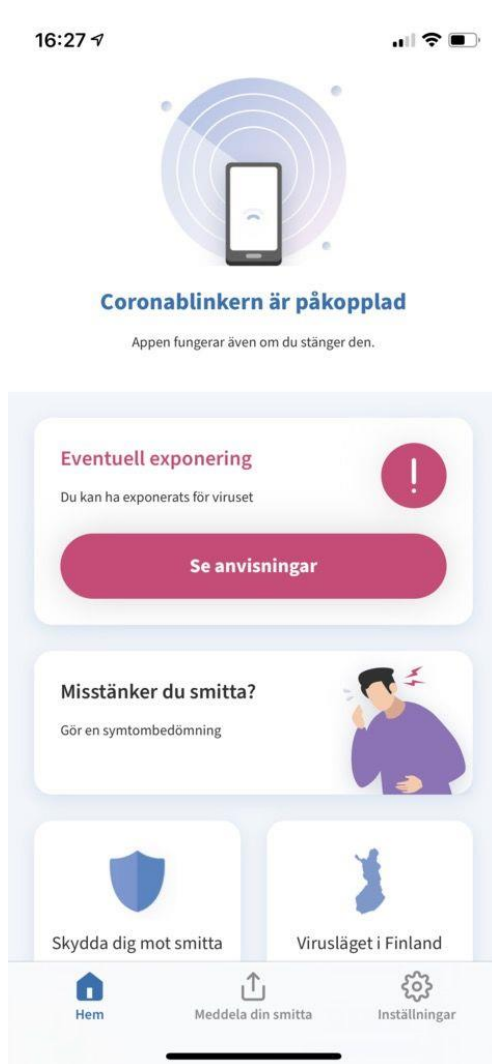 16:27
Coronablinkern är påkopplad
Appen fungerar även om du stänger den.
Eventuell exponering
Du kan ha exponerats för viruset
Se anvisningar
Misstänker du smitta?
Gör en symtombedömning
Skydda dig mot smitta
Virusläget i Finland
Hem
Meddela din smitta
Inställningar